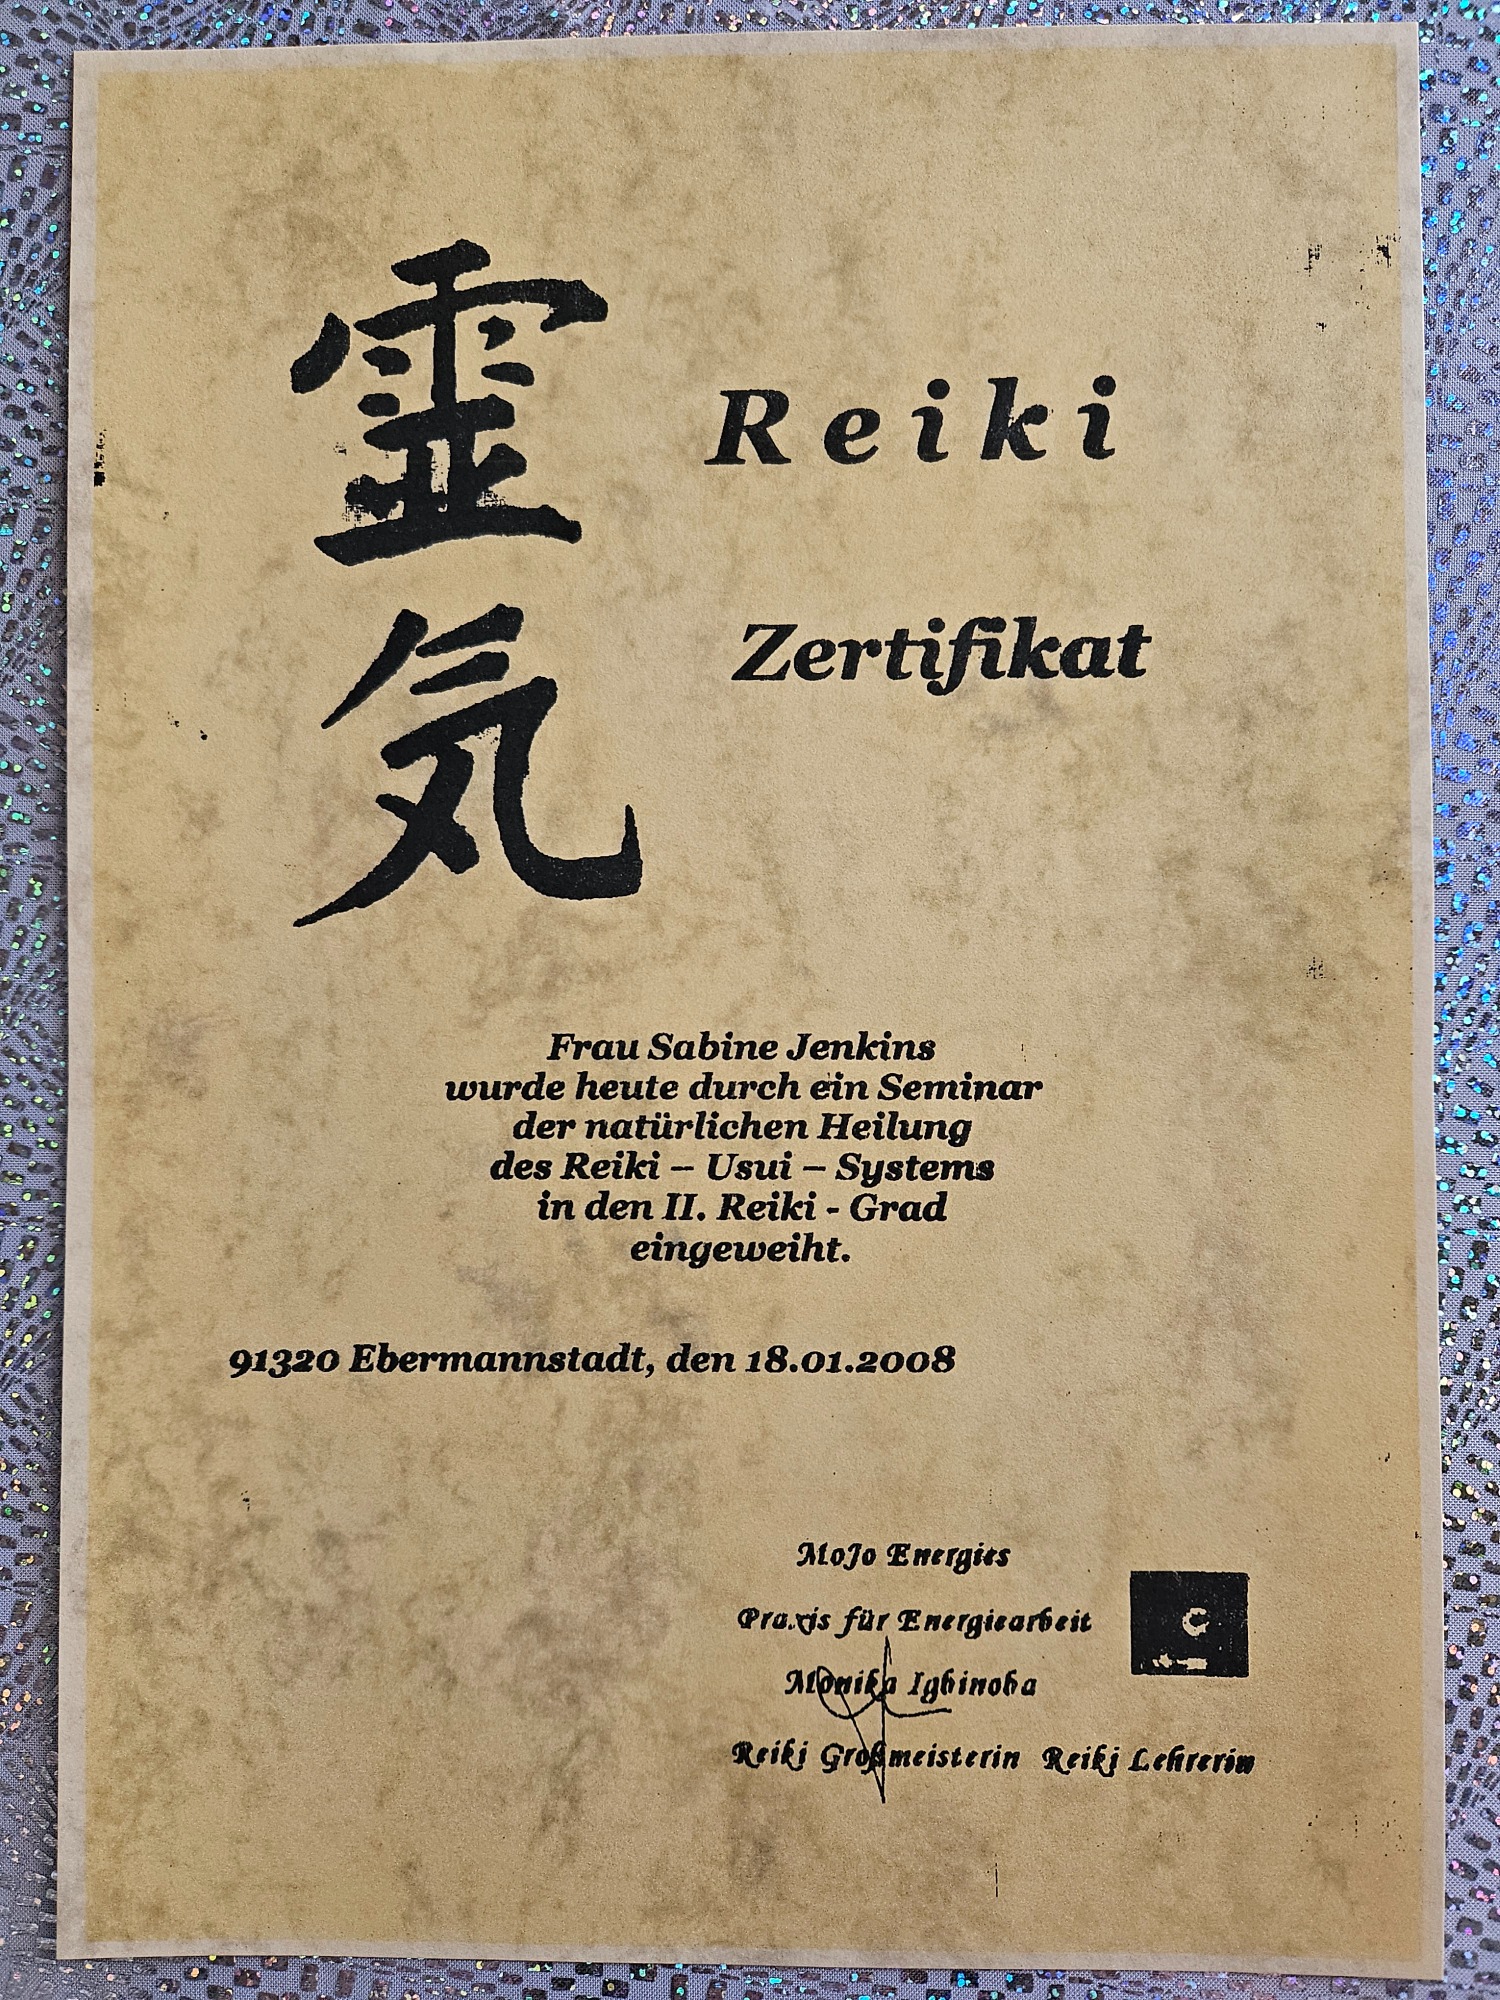 靈気
Reiki
Zertifikat
Frau Sabine Jenkins
wurde heute durch ein Seminar
der natürlichen Heilung
des Reiki – Usui – Systems
in den II. Reiki - Grad
eingeweiht.
91320 Ebermannstadt, den 18.01.2008
MoJo Energies
Praxis für Energiearbeit
Monika Ighinoba
Reiki Großmeisterin Reiki Lehrerin